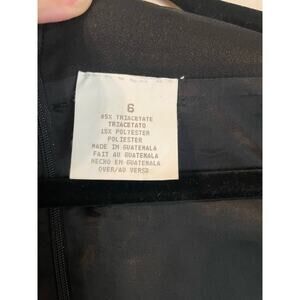 6
85% TRIACETATE
TRIACETATO
15% POLYESTER
POLIESTER
MADE IN GUATEMALA
FAIT AU GUATEMALA
HECHO EN GUATEMALA
OVER/AU VERSO